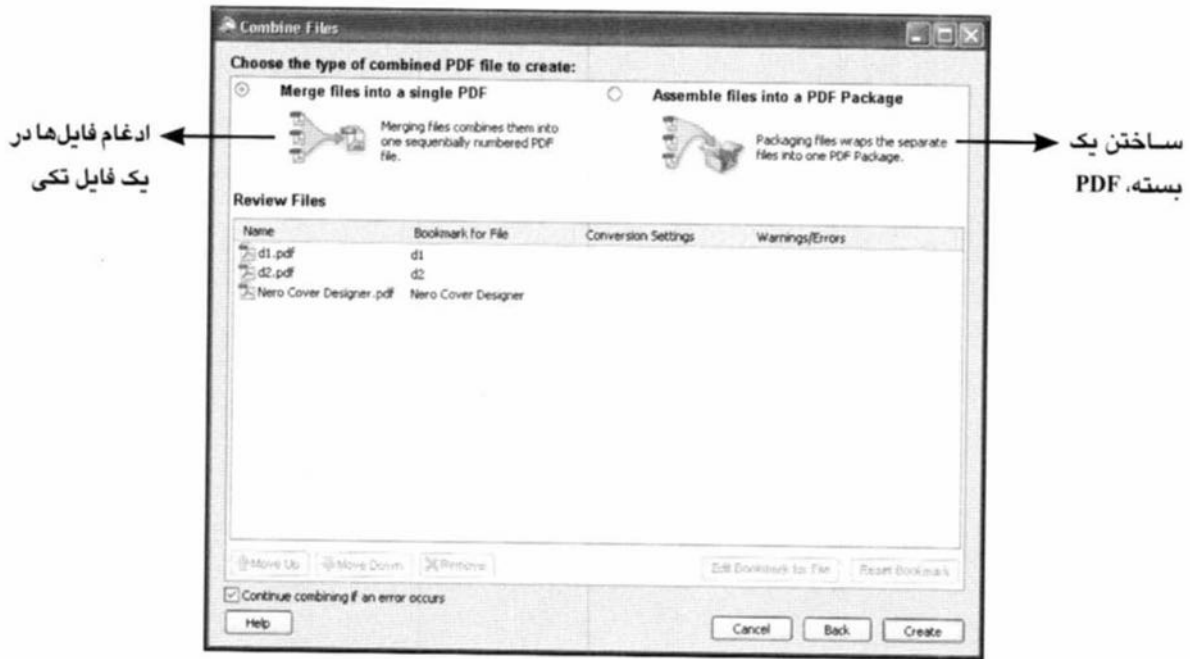 Combine Files
Choose the type of combined PDF file to create:
Merge files into a single PDF
Merging files combines them into
one sequentially numbered PDF
file.
Assemble files into a PDF Package
Packaging files wraps the separate
files into one PDF Package.
ادغام فایل‌ها در
یک فایل تکی
ســاختن یک
بسته، PDF
Review Files
Name Bookmark for File Conversion Settings Warnings/Errors
d1.pdf d1
d2.pdf d2
Nero Cover Designer.pdf Nero Cover Designer
Move Up Move Down Remove Edit Bookmark for File Reset Bookmark
Continue combining if an error occurs
Help Cancel Back Create